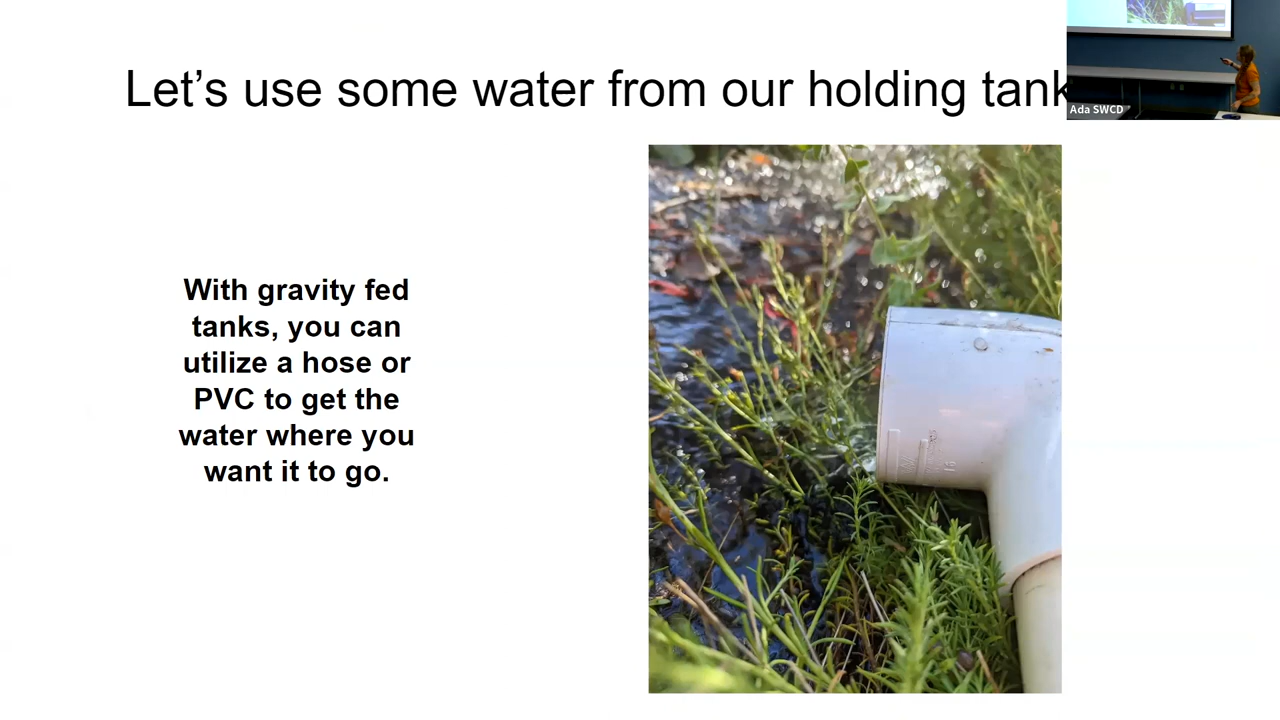 Let's use some water from our holding tank
Ada SWCD
With gravity fed
tanks, you can
utilize a hose or
PVC to get the
water where you
want it to go.